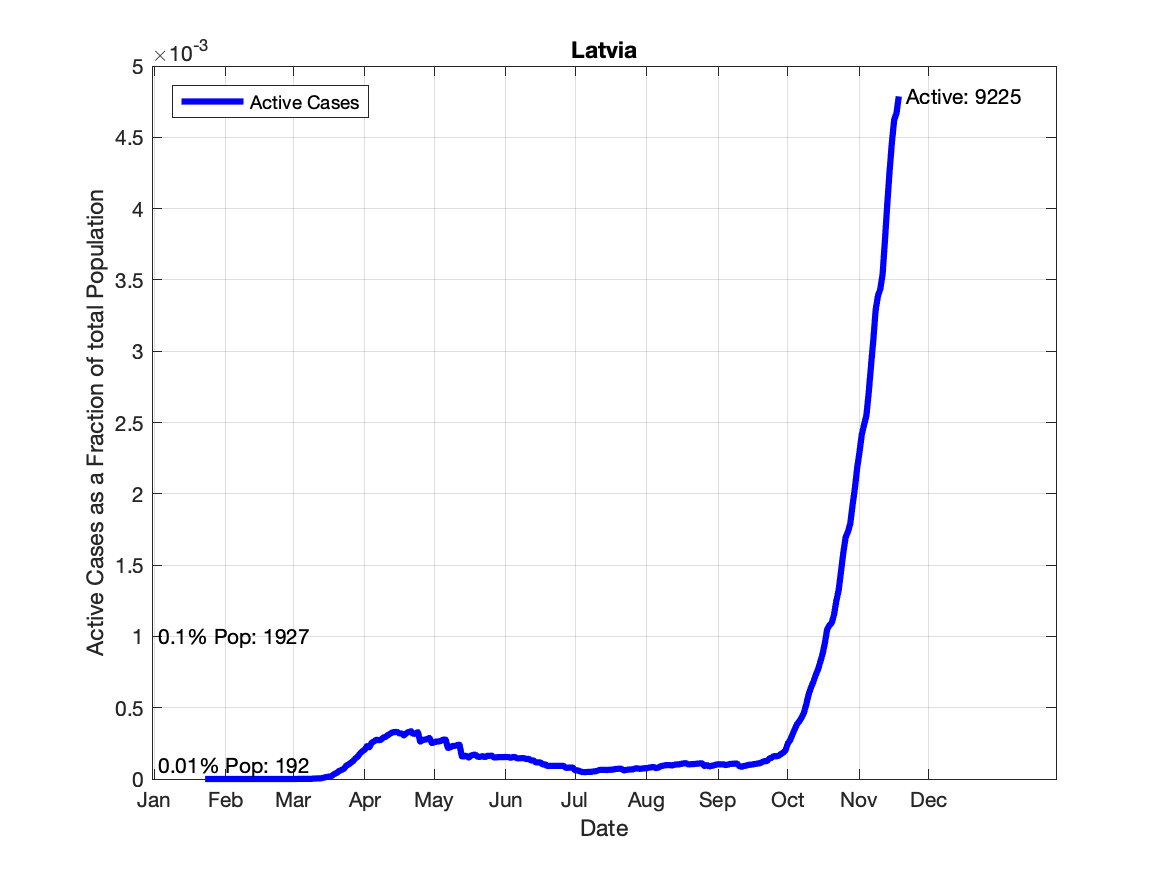 Latvia
×10-3
5
4.5
4
3.5
3
2.5
2
1.5
1
0.5
0
Active Cases as a Fraction of total Population
Active Cases
Active: 9225
0.1% Pop: 1927
0.01% Pop: 192
Jan Feb Mar Apr May Jun Jul Aug Sep Oct Nov Dec
Date